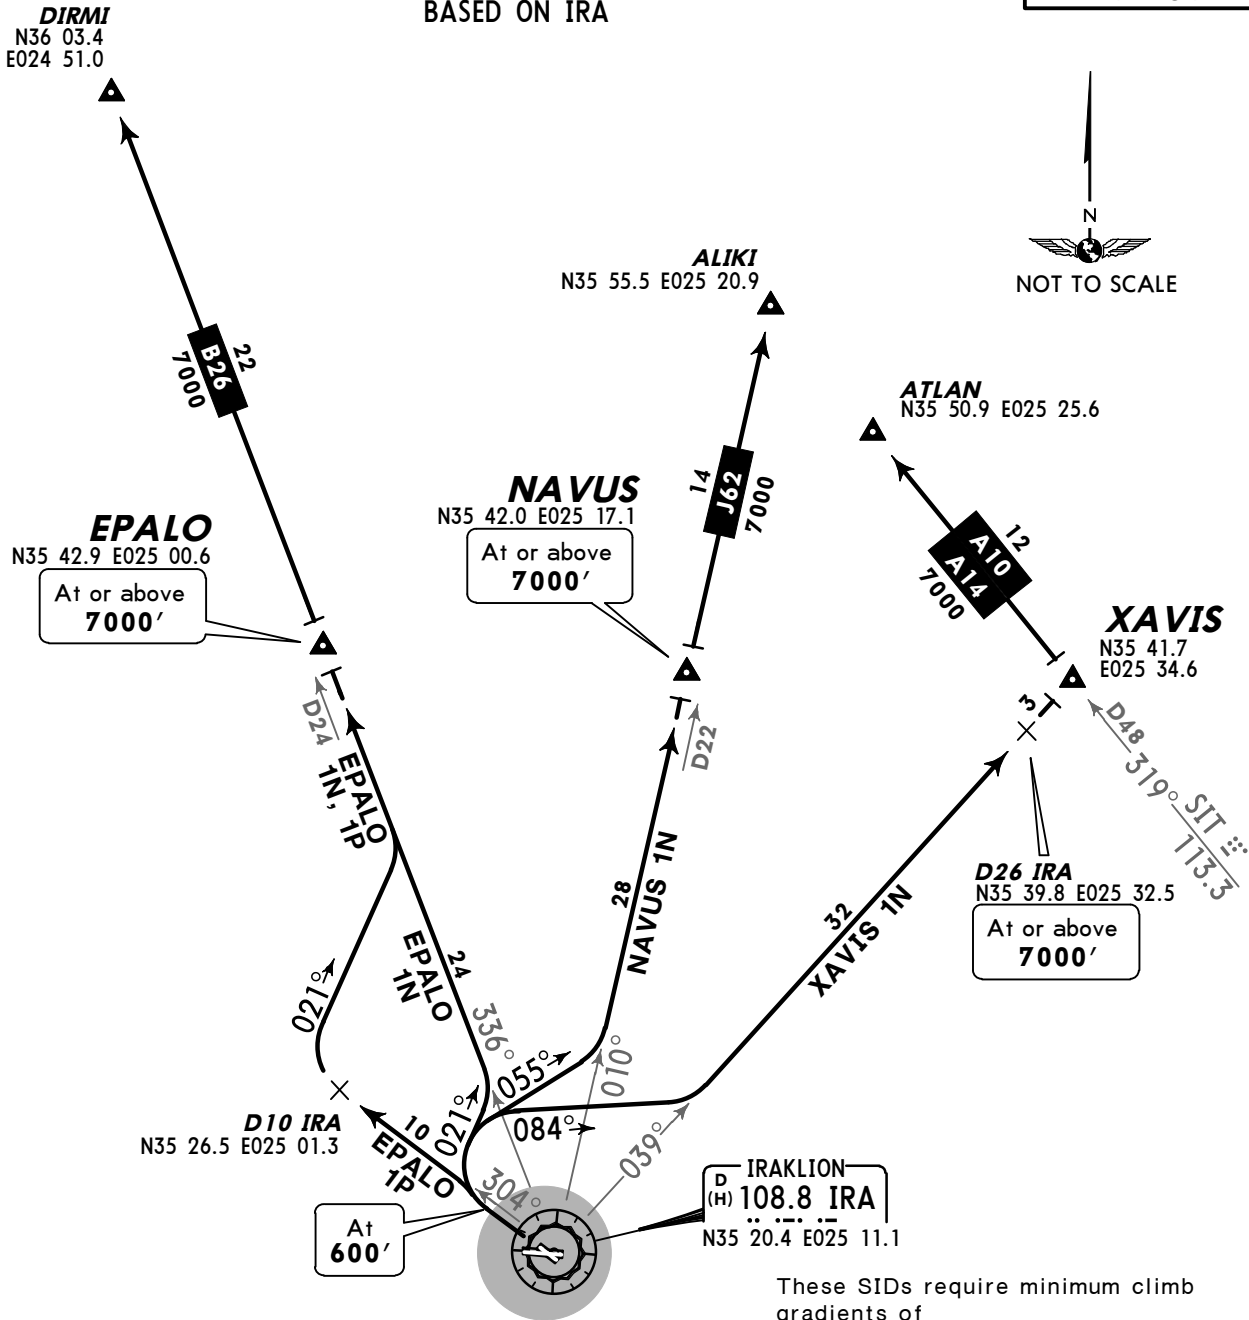 BASED ON IRA
DIRMI
N36 03.4
E024 51.0
N
NOT TO SCALE
ALIKI
N35 55.5 E025 20.9
22
B26
7000
ATLAN
N35 50.9 E025 25.6
14
J62
7000
NAVUS
N35 42.0 E025 17.1
At or above
7000'
EPALO
N35 42.9 E025 00.6
At or above
7000'
12
A10
A14
7000
XAVIS
N35 41.7
E025 34.6
3
D48
319° SIT
113.3
D24
D22
EPALO
1N, 1P
28
NAVUS 1N
D26 IRA
N35 39.8 E025 32.5
At or above
7000'
32
XAVIS 1N
24
EPALO
1N
021°
336°
055°
010°
021°
084°
039°
D10 IRA
N35 26.5 E025 01.3
10
EPALO
1P
304°
At
600'
IRAKLION
D
(H) 108.8 IRA
N35 20.4 E025 11.1
These SIDs require minimum climb
gradients of